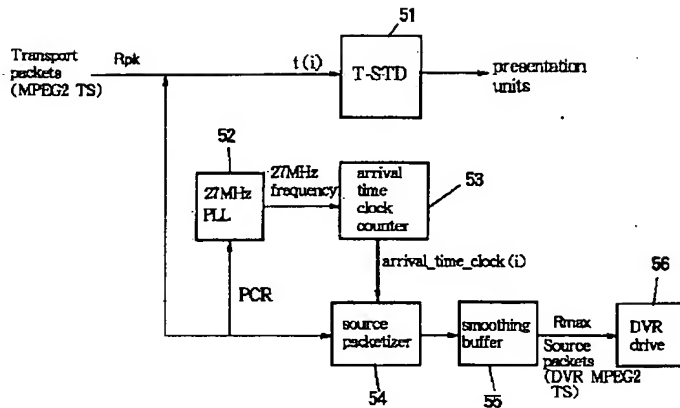 51
Transport
packets
(MPEG2 TS)
Rpk
t(i)
T-STD
presentation
units
52
27MHz
PLL
27MHz
frequency
arrival
time
clock
counter
53
arrival_time_clock(i)
PCR
source
packetizer
54
smoothing
buffer
55
Rmax
Source
packets
(DVR MPEG2
TS)
56
DVR
drive